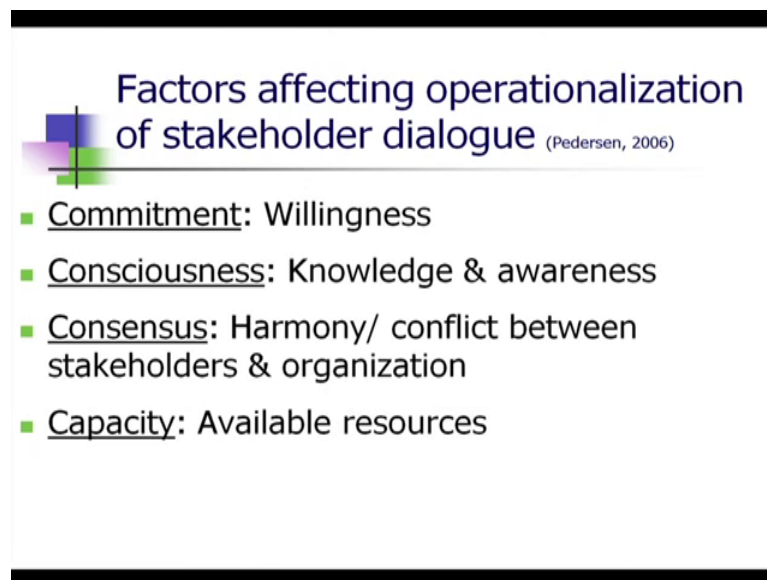 Factors affecting operationalization
of stakeholder dialogue (Pedersen, 2006)
Commitment: Willingness
Consciousness: Knowledge & awareness
Consensus: Harmony/ conflict between
stakeholders & organization
Capacity: Available resources